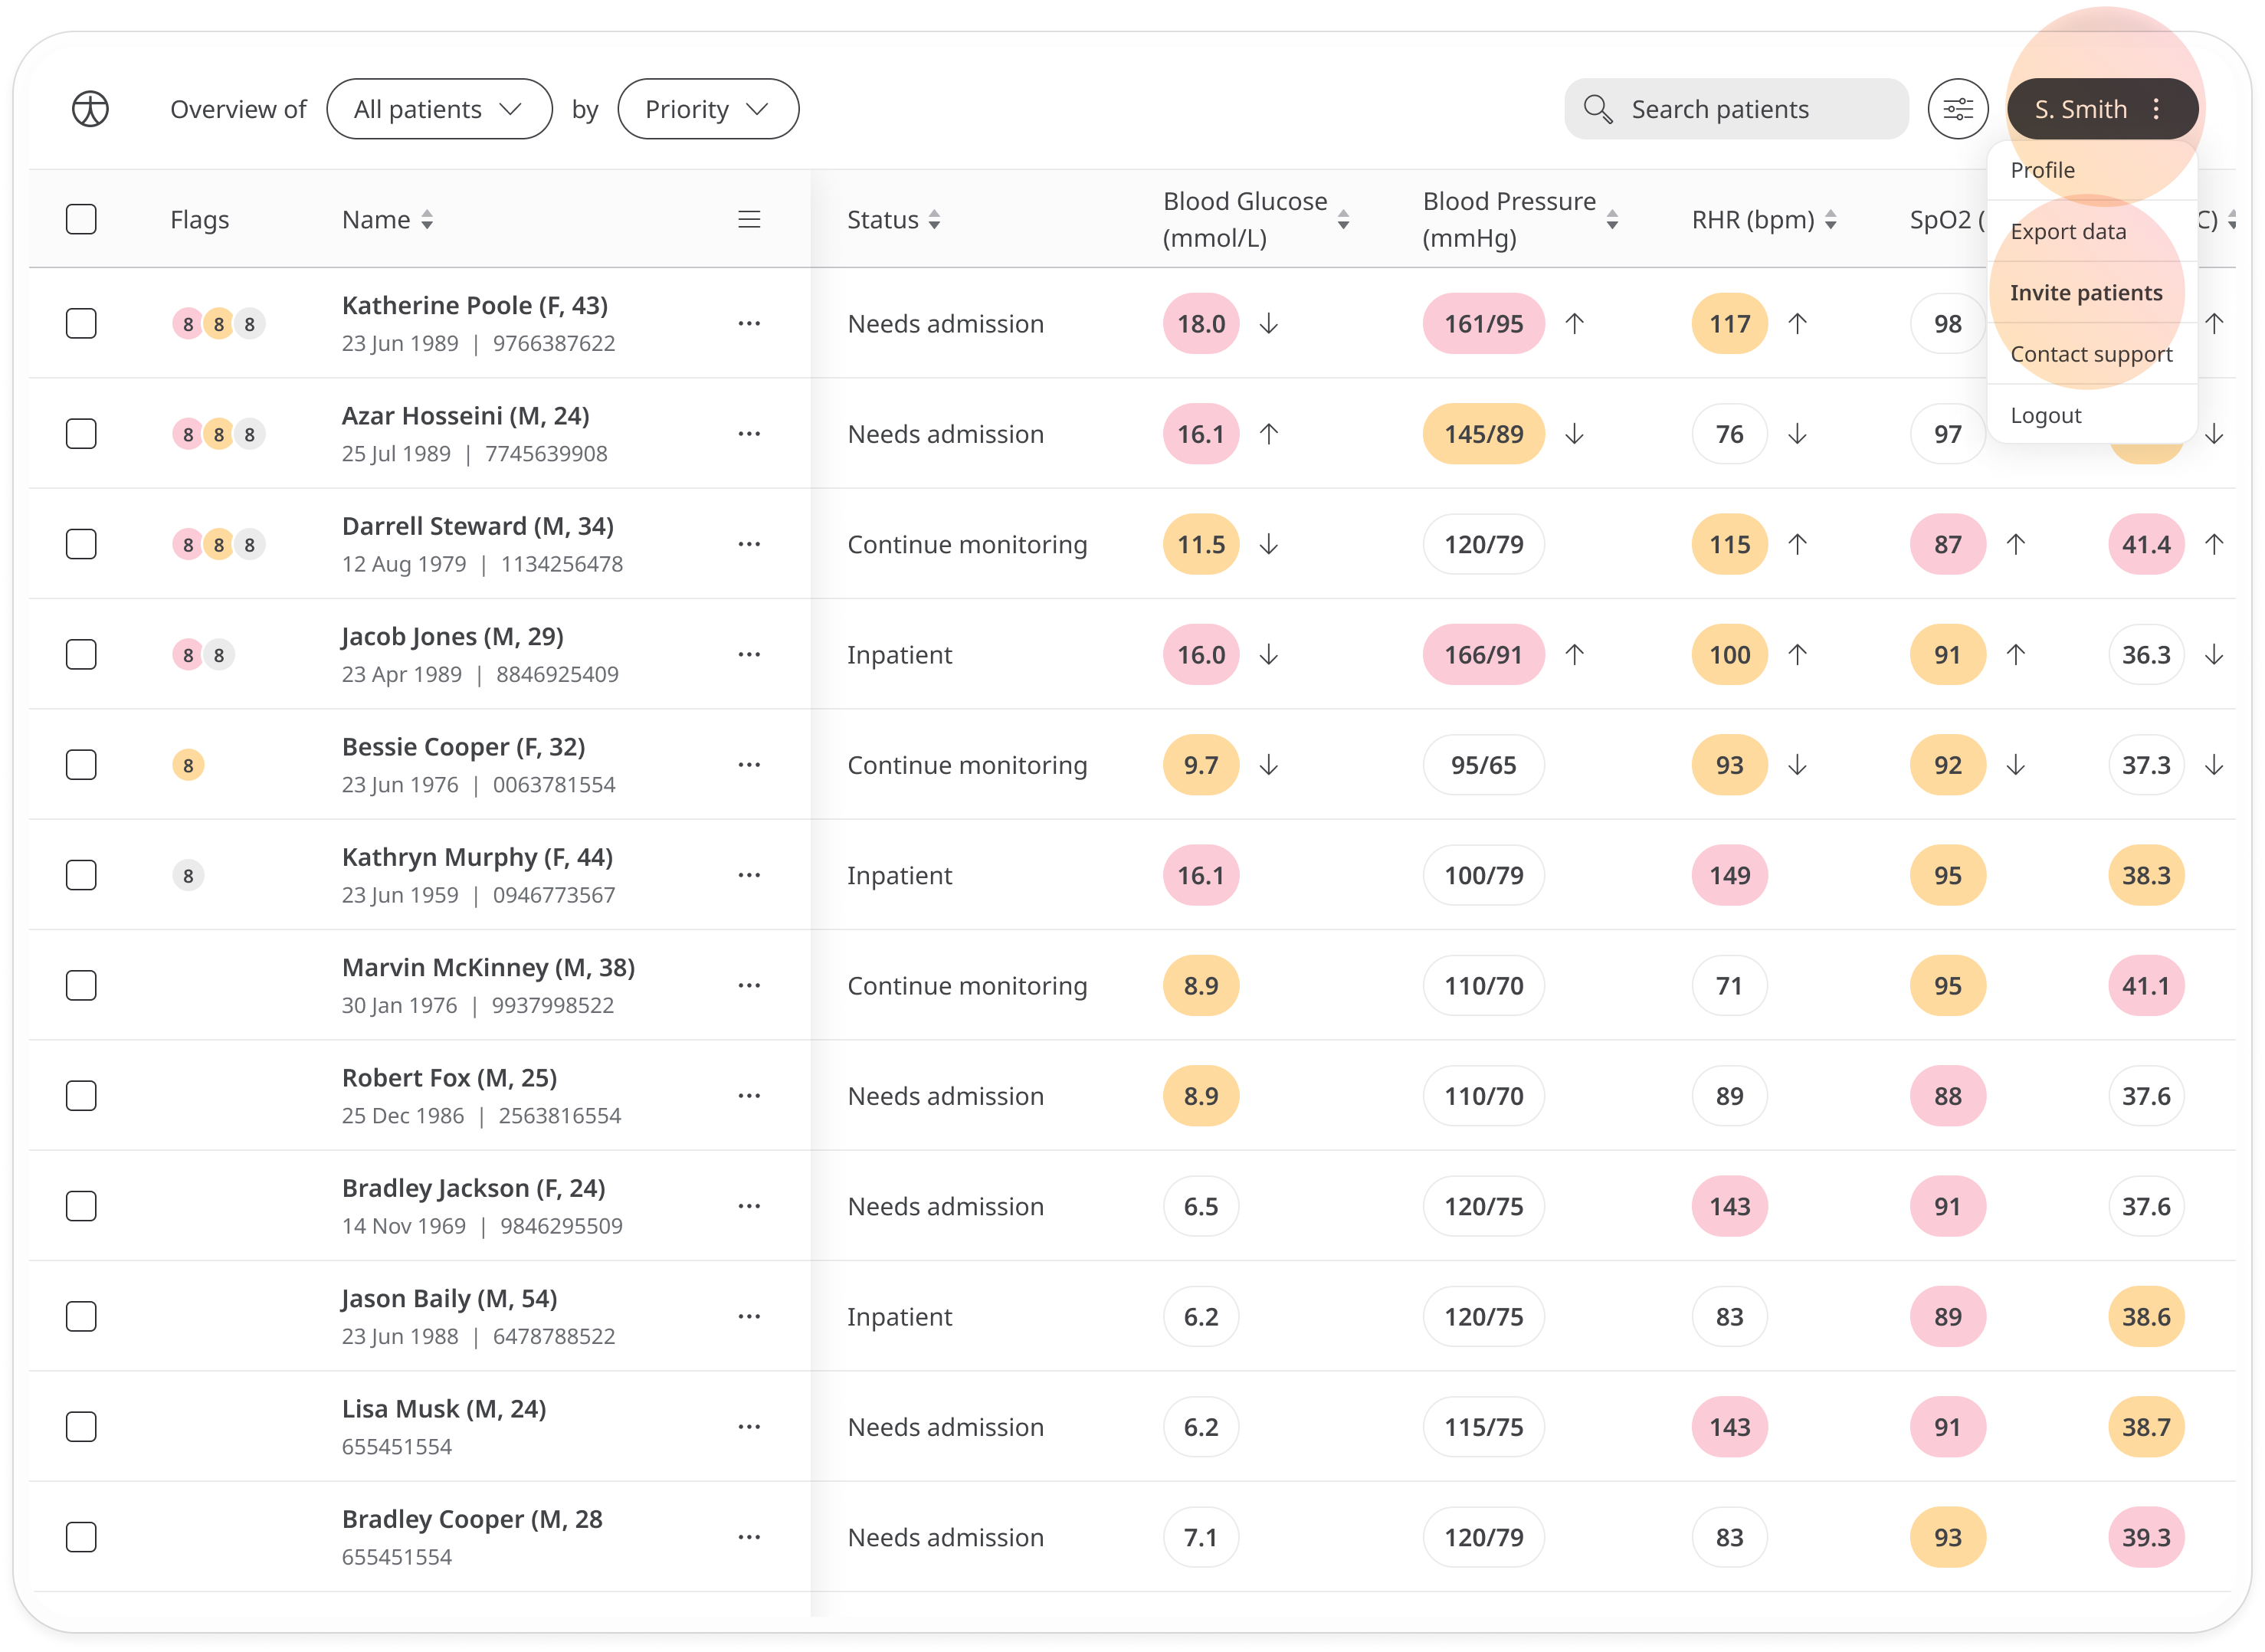 Overview of All patients by Priority Search patients S. Smith
Profile
Export data
Invite patients
Contact support
Logout
Flags Name Status Blood Glucose (mmol/L) Blood Pressure (mmHg) RHR (bpm) SpO2 ( C)
8 8 8 Katherine Poole (F, 43) ... Needs admission 18.0 ↓ 161/95 ↑ 117 ↑ 98 ↑
23 Jun 1989 | 9766387622
8 8 8 Azar Hosseini (M, 24) ... Needs admission 16.1 ↑ 145/89 ↓ 76 ↓ 97 ↓
25 Jul 1989 | 7745639908
8 8 8 Darrell Steward (M, 34) ... Continue monitoring 11.5 ↓ 120/79 115 ↑ 87 ↑ 41.4 ↑
12 Aug 1979 | 1134256478
8 8 Jacob Jones (M, 29) ... Inpatient 16.0 ↓ 166/91 ↑ 100 ↑ 91 ↑ 36.3 ↓
23 Apr 1989 | 8846925409
8 Bessie Cooper (F, 32) ... Continue monitoring 9.7 ↓ 95/65 93 ↓ 92 ↓ 37.3 ↓
23 Jun 1976 | 0063781554
8 Kathryn Murphy (F, 44) ... Inpatient 16.1 100/79 149 95 38.3
23 Jun 1959 | 0946773567
Marvin McKinney (M, 38) ... Continue monitoring 8.9 110/70 71 95 41.1
30 Jan 1976 | 9937998522
Robert Fox (M, 25) ... Needs admission 8.9 110/70 89 88 37.6
25 Dec 1986 | 2563816554
Bradley Jackson (F, 24) ... Needs admission 6.5 120/75 143 91 37.6
14 Nov 1969 | 9846295509
Jason Baily (M, 54) ... Inpatient 6.2 120/75 83 89 38.6
23 Jun 1988 | 6478788522
Lisa Musk (M, 24) ... Needs admission 6.2 115/75 143 91 38.7
655451554
Bradley Cooper (M, 28 ... Needs admission 7.1 120/79 83 93 39.3
655451554